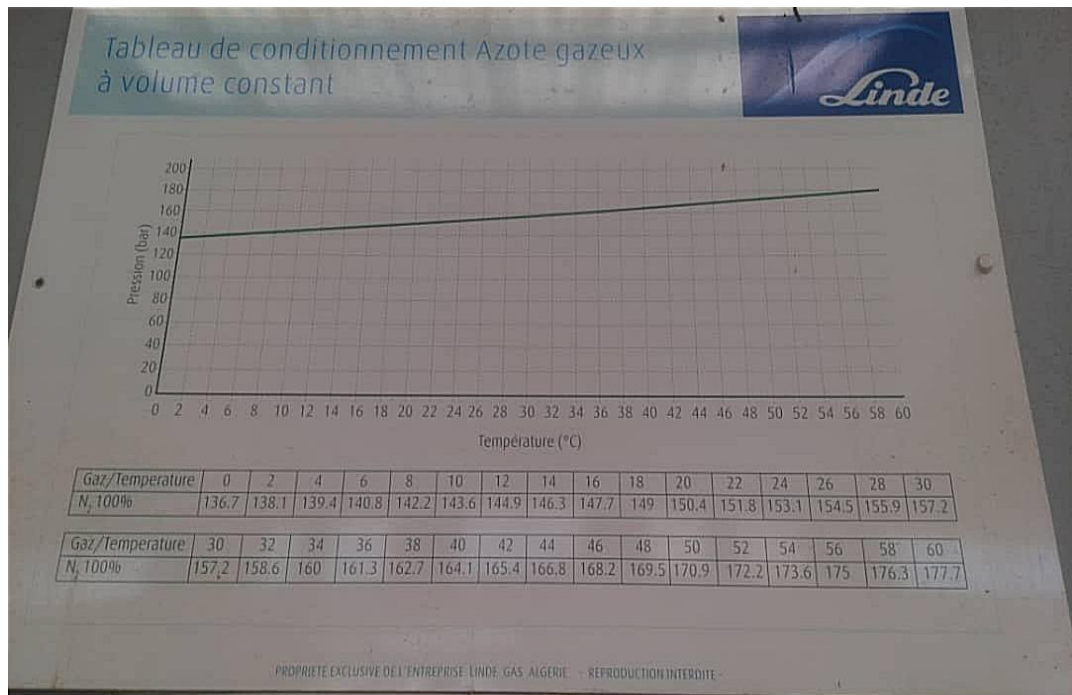 Tableau de conditionnement Azote gazeux
à volume constant
Linde
200
180
160
140
120
100
80
60
40
20
0
Pression (bar)
0 2 4 6 8 10 12 14 16 18 20 22 24 26 28 30 32 34 36 38 40 42 44 46 48 50 52 54 56 58 60
Température (°C)
Gaz/Temperature 0 2 4 6 8 10 12 14 16 18 20 22 24 26 28 30
N₂ 100% 136.7 138.1 139.4 140.8 142.2 143.6 144.9 146.3 147.7 149 150.4 151.8 153.1 154.5 155.9 157.2
Gaz/Temperature 30 32 34 36 38 40 42 44 46 48 50 52 54 56 58 60
N₂ 100% 157.2 158.6 160 161.3 162.7 164.1 165.4 166.8 168.2 169.5 170.9 172.2 173.6 175 176.3 177.7
PROPRIETE EXCLUSIVE DE L'ENTREPRISE LINDE GAS ALGERIE - REPRODUCTION INTERDITE -